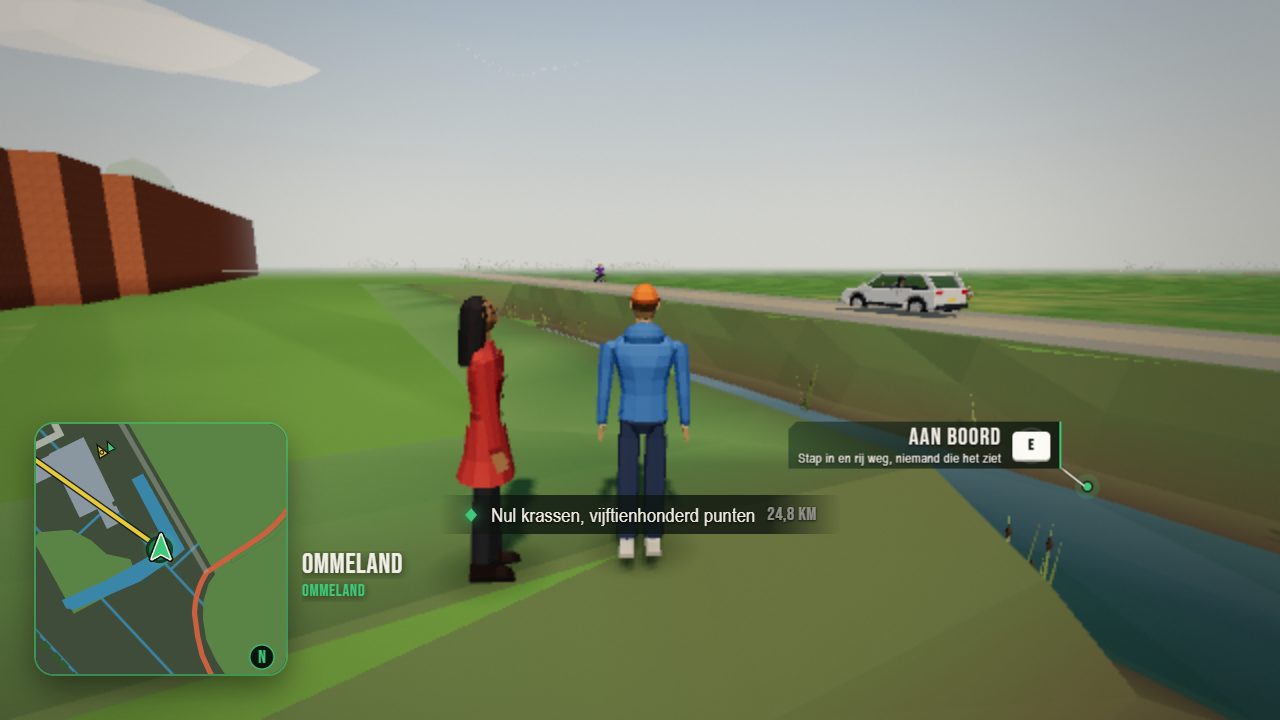 AAN BOORD
Stap in en rij weg, niemand die het ziet
E
Nul krassen, vijftienhonderd punten 24,8 KM
OMMELAND
OMMELAND
N